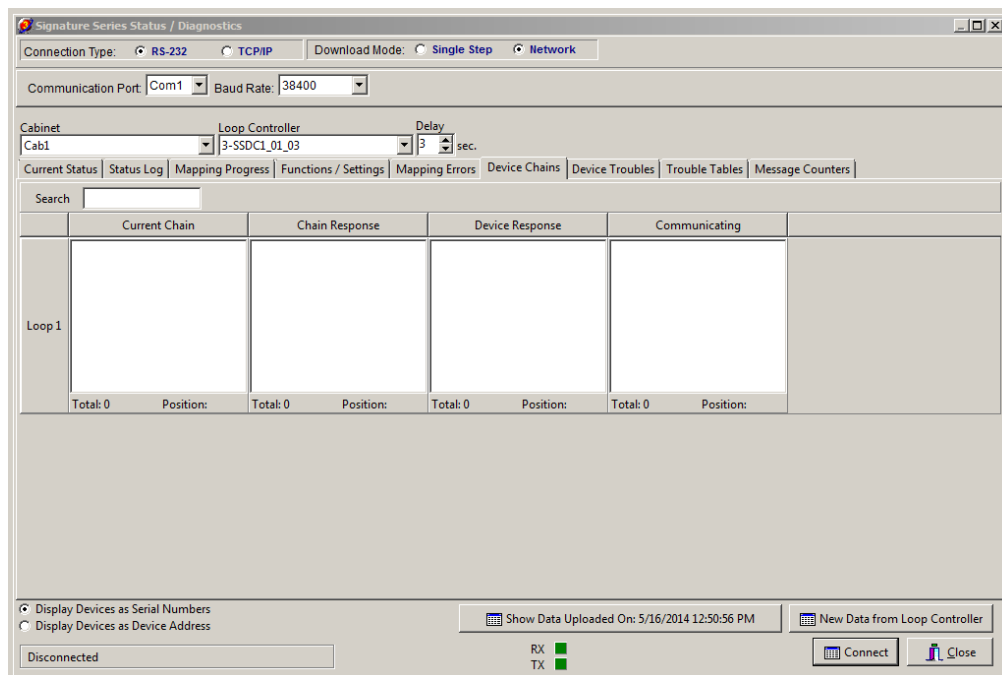 Signature Series Status / Diagnostics
Connection Type: RS-232 TCP/IP Download Mode: Single Step Network
Communication Port: Com1 Baud Rate: 38400
Cabinet Loop Controller Delay
Cab1 3-SSDC1_01_03 3 sec.
Current Status Status Log Mapping Progress Functions / Settings Mapping Errors Device Chains Device Troubles Trouble Tables Message Counters
Search
Current Chain Chain Response Device Response Communicating
Loop 1
Total: 0 Position: Total: 0 Position: Total: 0 Position: Total: 0 Position:
Display Devices as Serial Numbers
Display Devices as Device Address
Show Data Uploaded On: 5/16/2014 12:50:56 PM New Data from Loop Controller
Disconnected RX Connect Close
TX